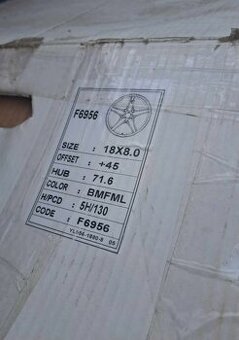 F6956
SIZE : 18X8.0
OFFSET : +45
HUB : 71.6
COLOR : BMFML
H/PCD : 5H/130
CODE : F6956